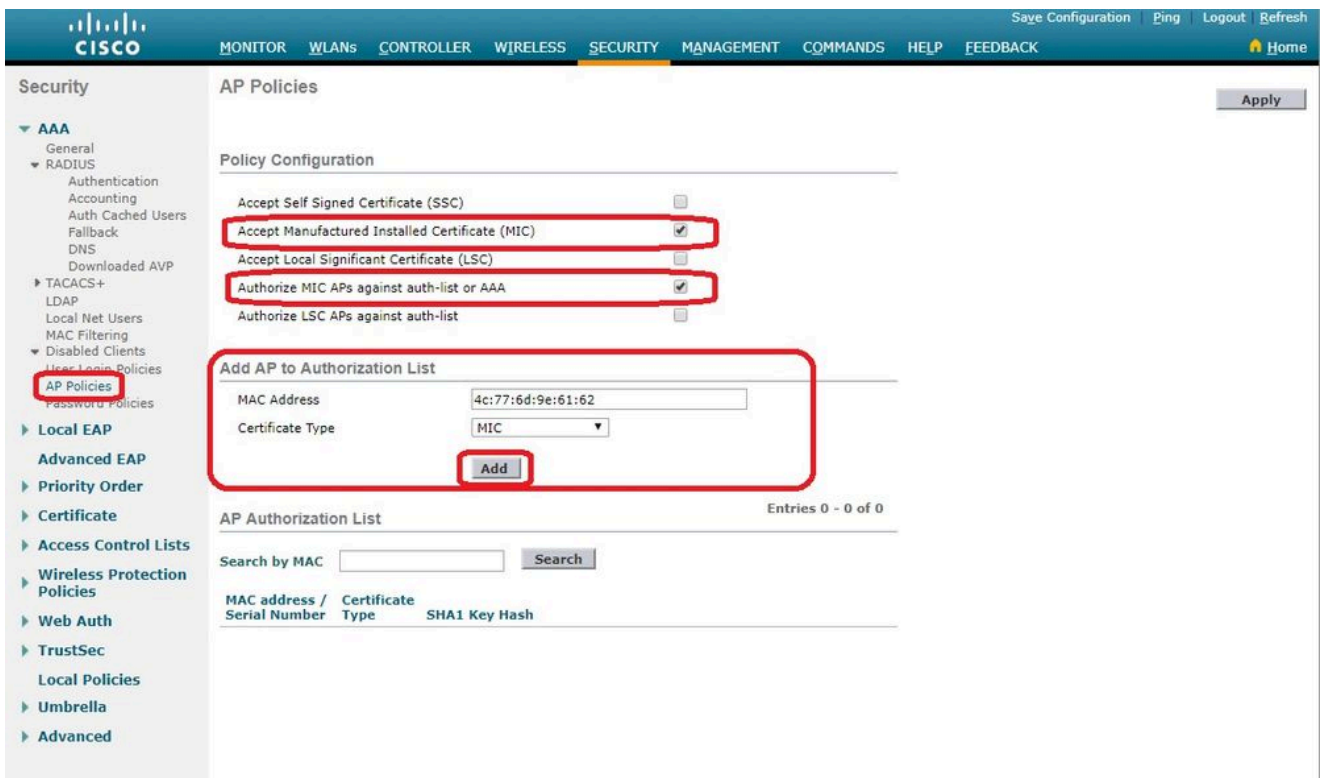 Save Configuration Ping Logout Refresh
CISCO
MONITOR WLANs CONTROLLER WIRELESS SECURITY MANAGEMENT COMMANDS HELP FEEDBACK Home
Security
AAA
General
RADIUS
Authentication
Accounting
Auth Cached Users
Fallback
DNS
Downloaded AVP
TACACS+
LDAP
Local Net Users
MAC Filtering
Disabled Clients
User Login Policies
AP Policies
Password Policies
Local EAP
Advanced EAP
Priority Order
Certificate
Access Control Lists
Wireless Protection
Policies
Web Auth
TrustSec
Local Policies
Umbrella
Advanced
AP Policies
Apply
Policy Configuration
Accept Self Signed Certificate (SSC)
Accept Manufactured Installed Certificate (MIC)
Accept Local Significant Certificate (LSC)
Authorize MIC APs against auth-list or AAA
Authorize LSC APs against auth-list
Add AP to Authorization List
MAC Address 4c:77:6d:9e:61:62
Certificate Type MIC
Add
AP Authorization List Entries 0 - 0 of 0
Search by MAC Search
MAC address / Certificate
Serial Number Type SHA1 Key Hash